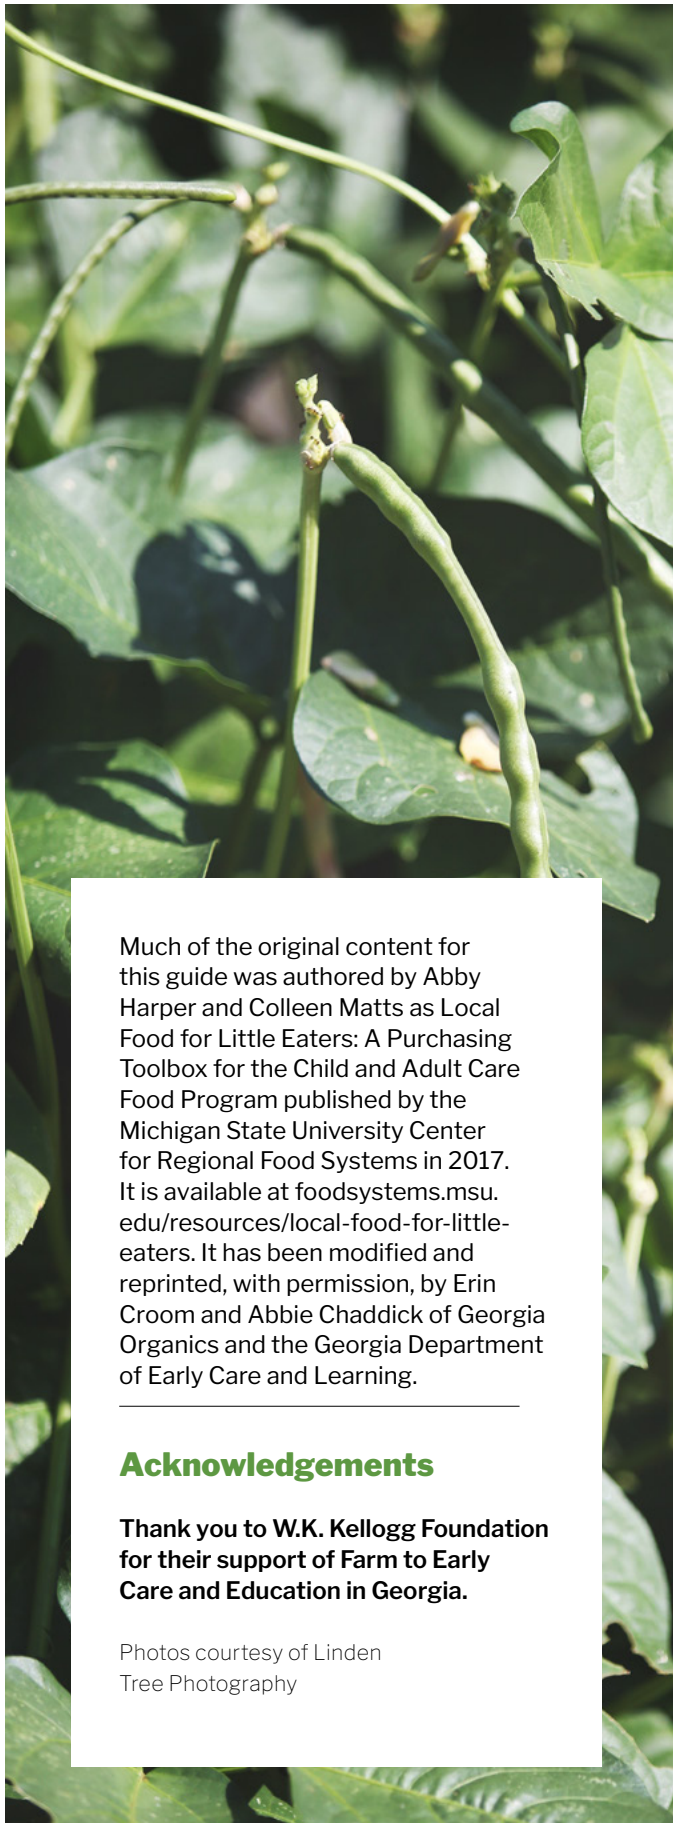 Much of the original content for
this guide was authored by Abby
Harper and Colleen Matts as Local
Food for Little Eaters: A Purchasing
Toolbox for the Child and Adult Care
Food Program published by the
Michigan State University Center
for Regional Food Systems in 2017.
It is available at foodsystems.msu.
edu/resources/local-food-for-little-
eaters. It has been modified and
reprinted, with permission, by Erin
Croom and Abbie Chaddick of Georgia
Organics and the Georgia Department
of Early Care and Learning.
Acknowledgements
Thank you to W.K. Kellogg Foundation
for their support of Farm to Early
Care and Education in Georgia.
Photos courtesy of Linden
Tree Photography